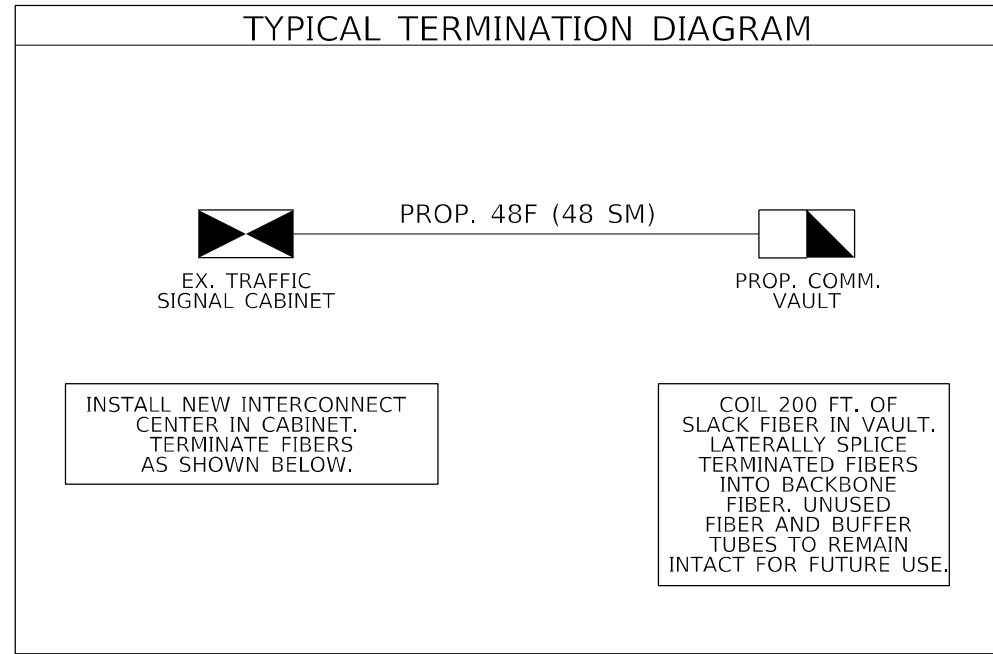 TYPICAL TERMINATION DIAGRAM
PROP. 48F (48 SM)
EX. TRAFFIC
SIGNAL CABINET
PROP. COMM.
VAULT
INSTALL NEW INTERCONNECT
CENTER IN CABINET.
TERMINATE FIBERS
AS SHOWN BELOW.
COIL 200 FT. OF
SLACK FIBER IN VAULT.
LATERALLY SPLICE
TERMINATED FIBERS
INTO BACKBONE
FIBER. UNUSED
FIBER AND BUFFER
TUBES TO REMAIN
INTACT FOR FUTURE USE.